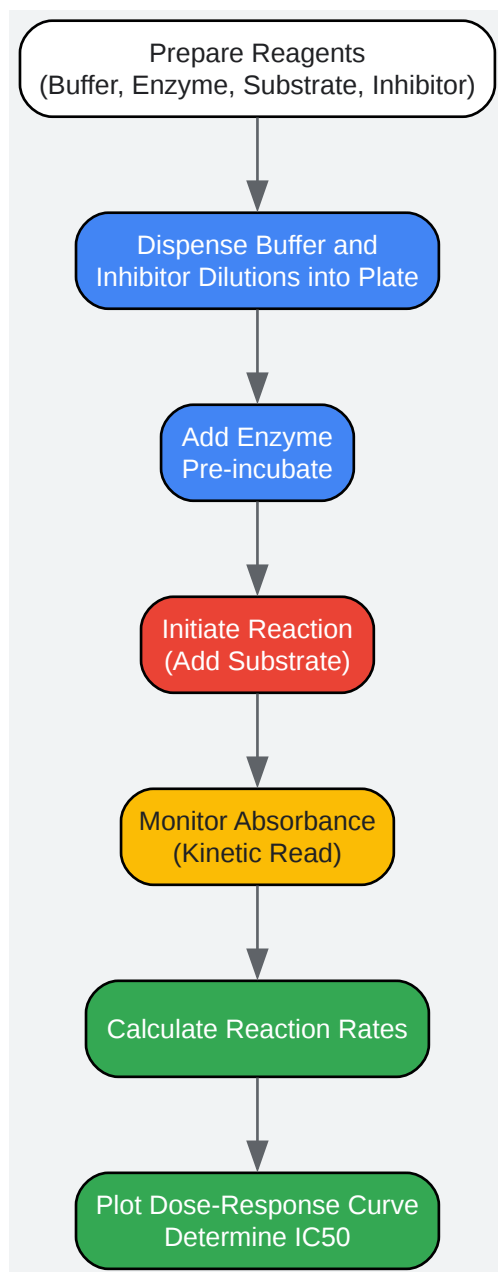 Prepare Reagents
(Buffer, Enzyme, Substrate, Inhibitor)
Dispense Buffer and
Inhibitor Dilutions into Plate
Add Enzyme
Pre-incubate
Initiate Reaction
(Add Substrate)
Monitor Absorbance
(Kinetic Read)
Calculate Reaction Rates
Plot Dose-Response Curve
Determine IC50